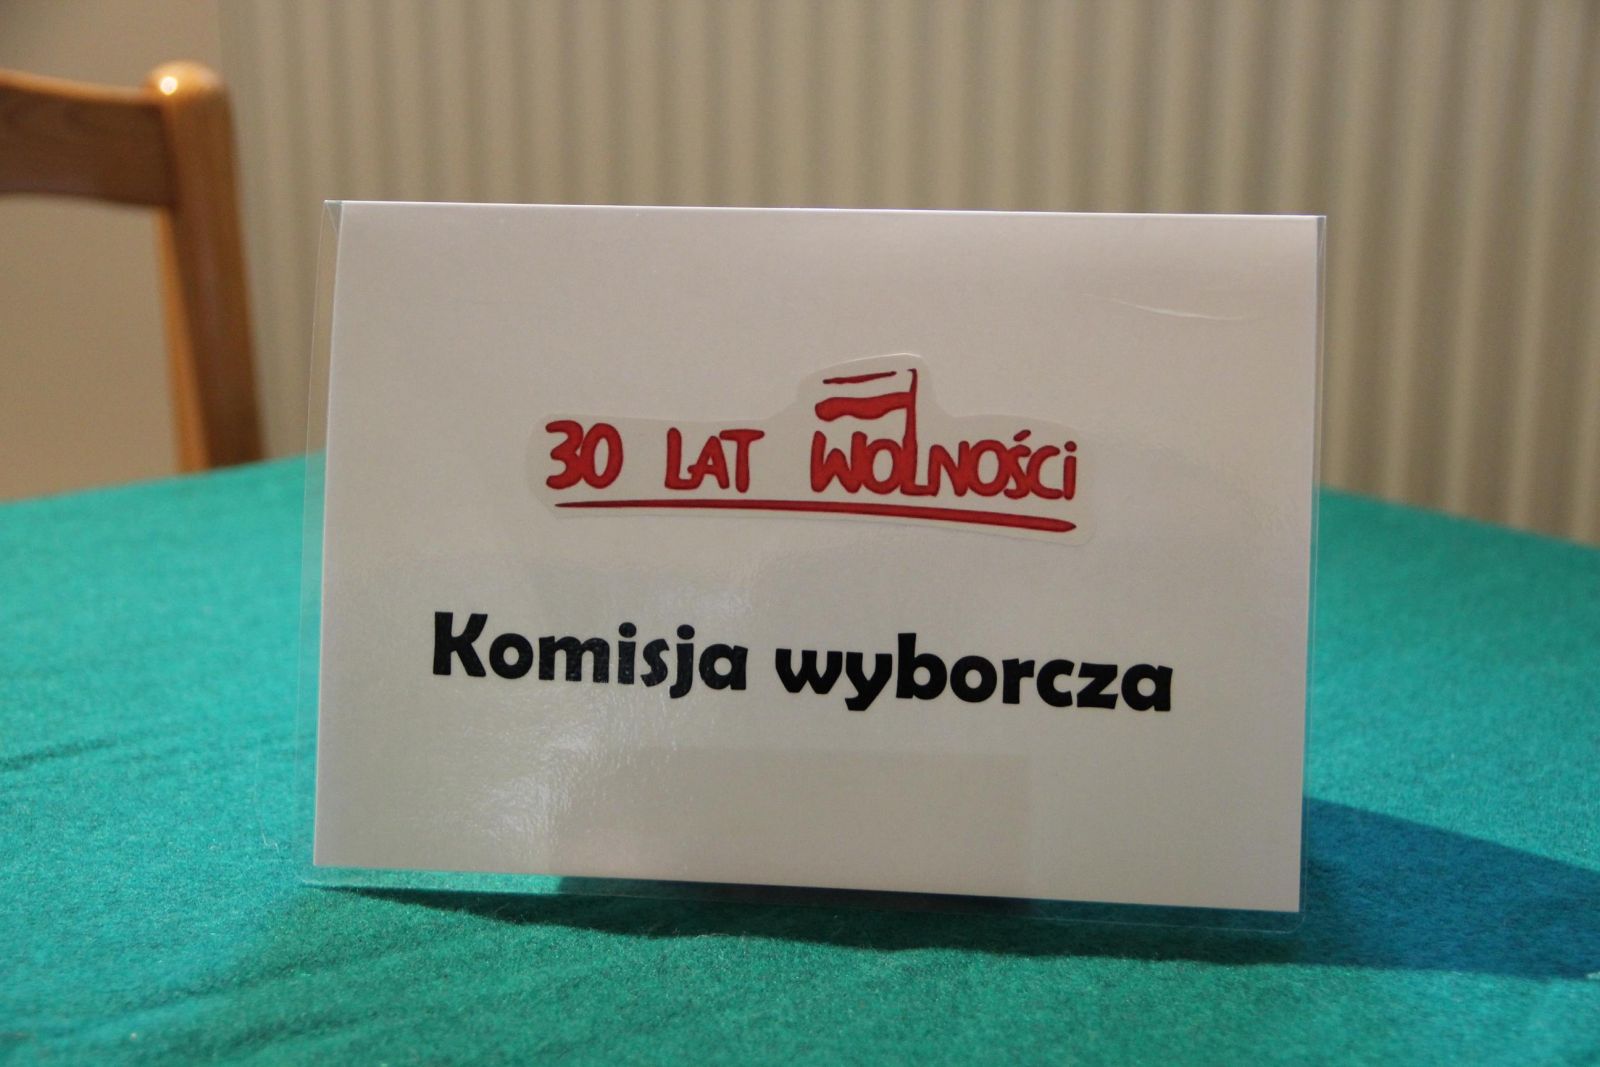 30 LAT WOLNOŚCI
Komisja wyborcza